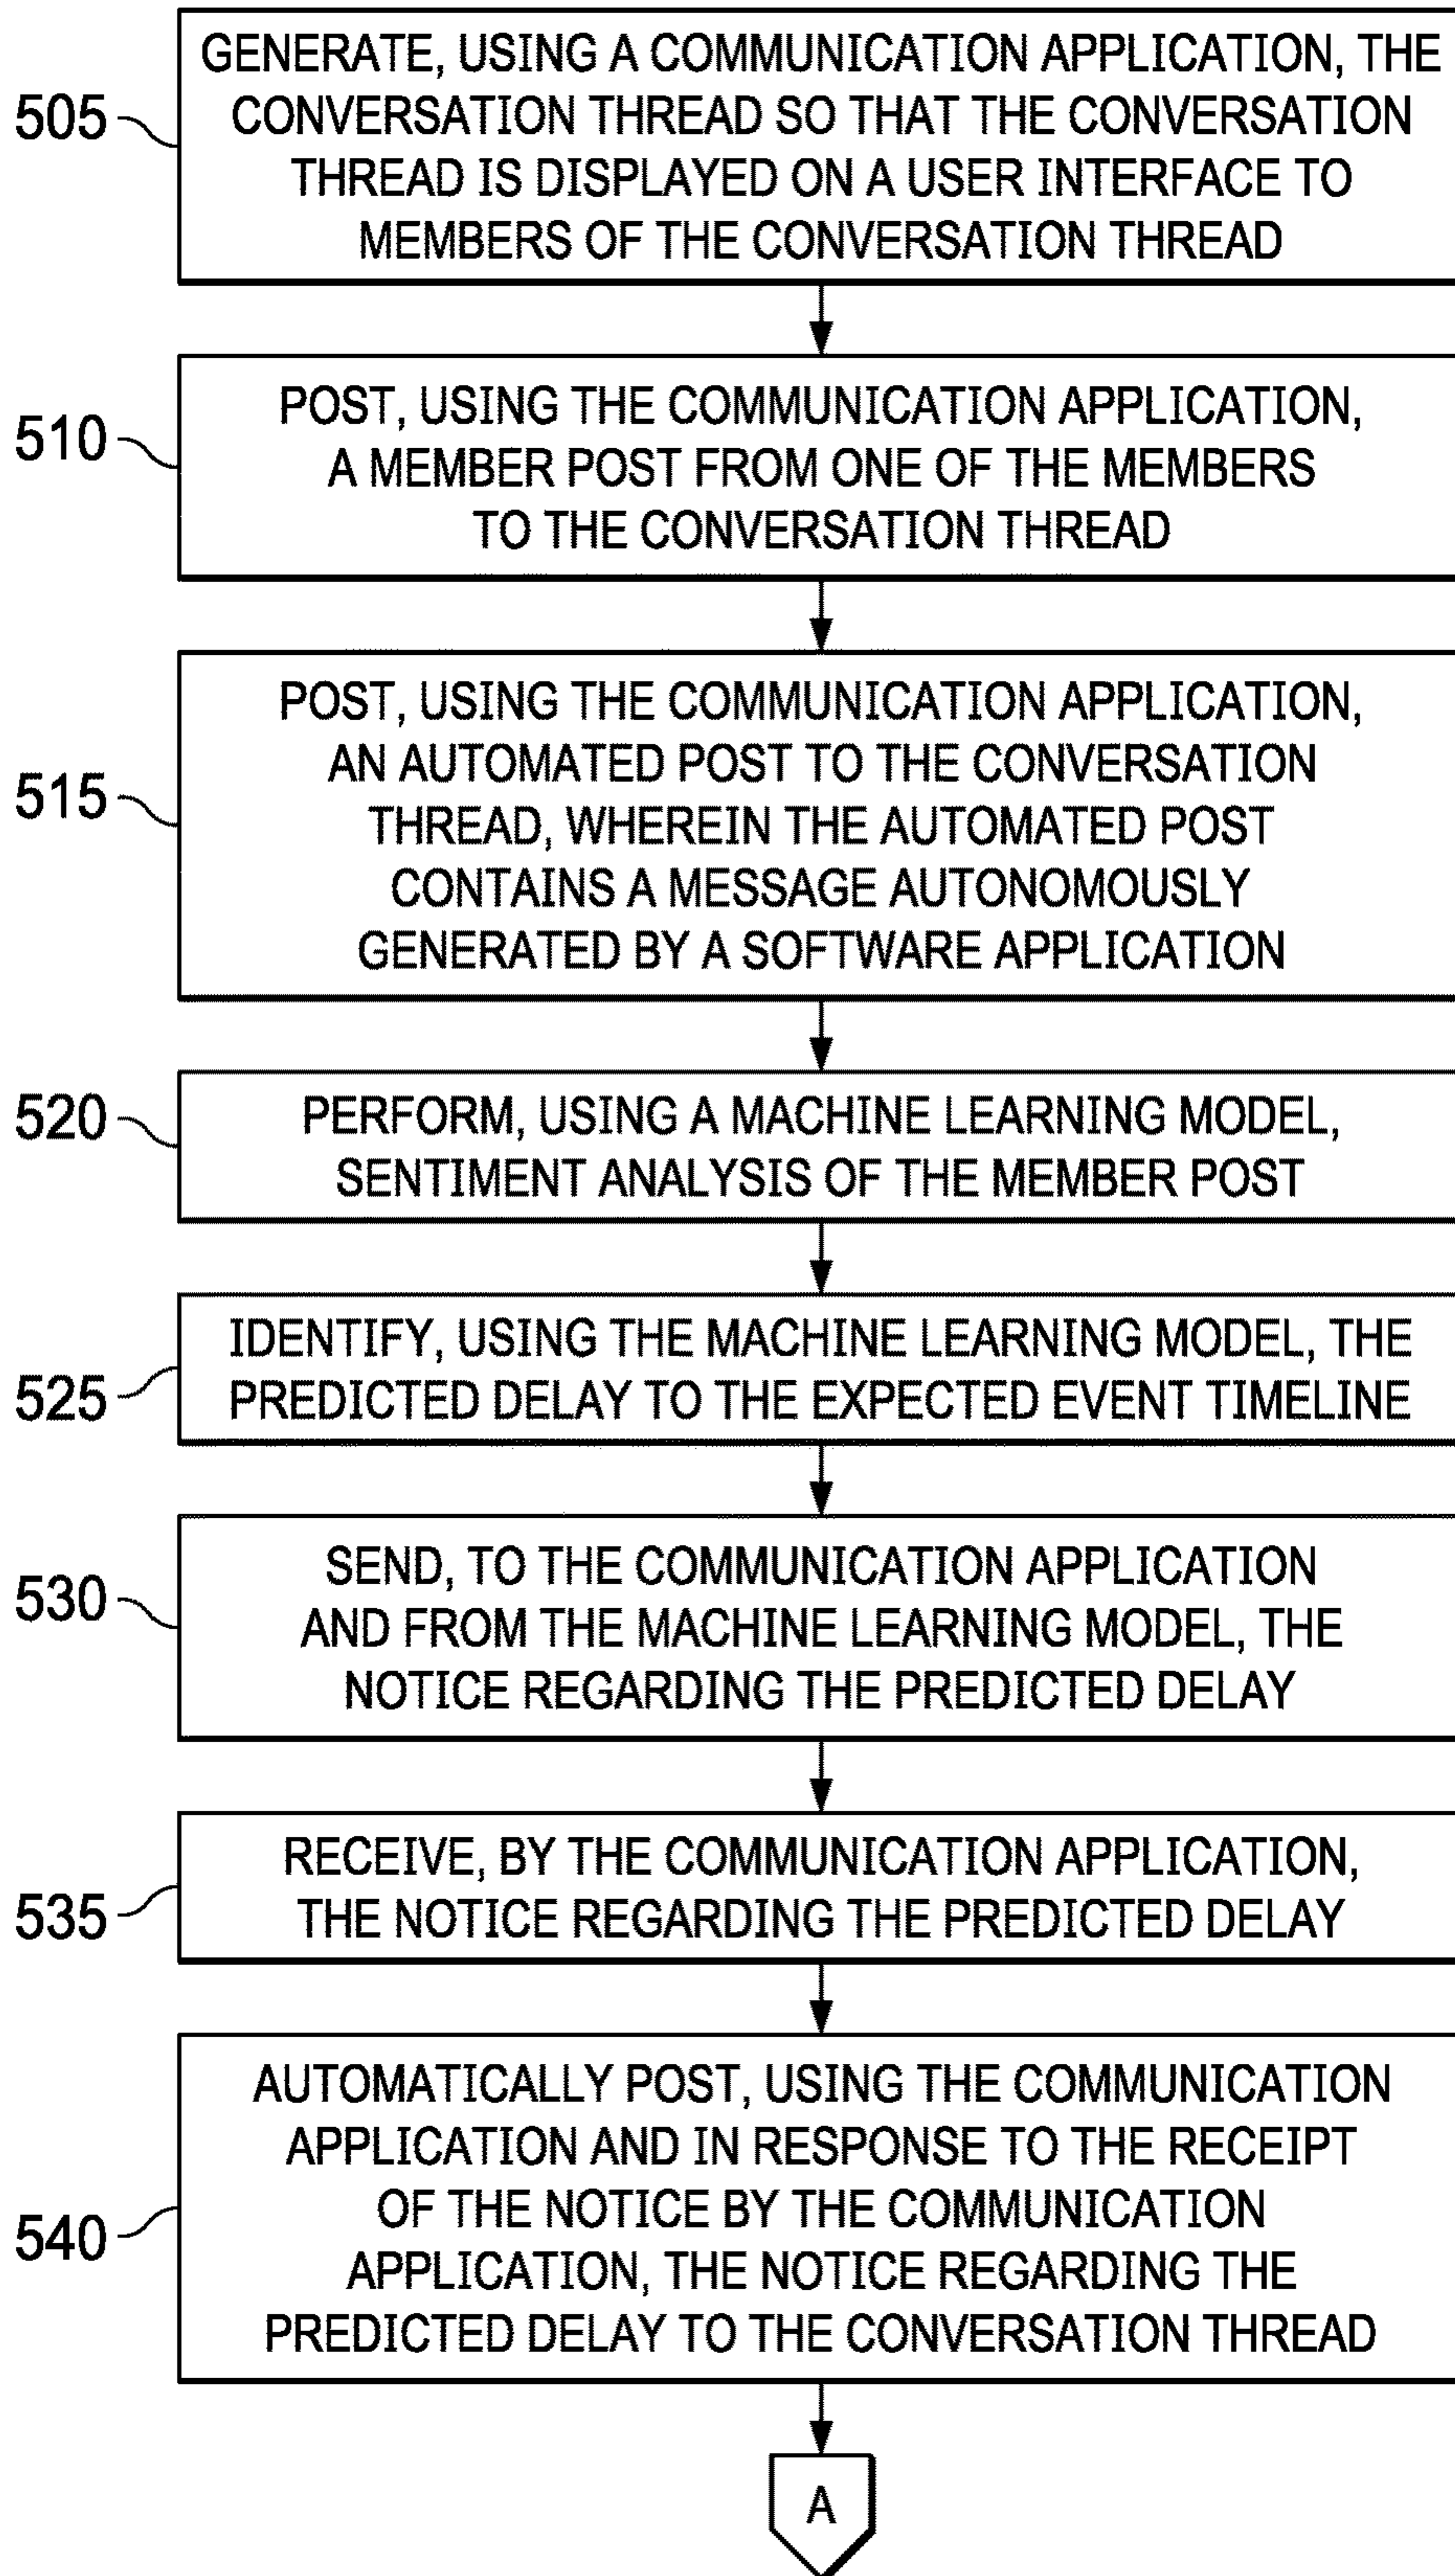 505
GENERATE, USING A COMMUNICATION APPLICATION, THE
CONVERSATION THREAD SO THAT THE CONVERSATION
THREAD IS DISPLAYED ON A USER INTERFACE TO
MEMBERS OF THE CONVERSATION THREAD
510
POST, USING THE COMMUNICATION APPLICATION,
A MEMBER POST FROM ONE OF THE MEMBERS
TO THE CONVERSATION THREAD
515
POST, USING THE COMMUNICATION APPLICATION,
AN AUTOMATED POST TO THE CONVERSATION
THREAD, WHEREIN THE AUTOMATED POST
CONTAINS A MESSAGE AUTONOMOUSLY
GENERATED BY A SOFTWARE APPLICATION
520
PERFORM, USING A MACHINE LEARNING MODEL,
SENTIMENT ANALYSIS OF THE MEMBER POST
525
IDENTIFY, USING THE MACHINE LEARNING MODEL, THE
PREDICTED DELAY TO THE EXPECTED EVENT TIMELINE
530
SEND, TO THE COMMUNICATION APPLICATION
AND FROM THE MACHINE LEARNING MODEL, THE
NOTICE REGARDING THE PREDICTED DELAY
535
RECEIVE, BY THE COMMUNICATION APPLICATION,
THE NOTICE REGARDING THE PREDICTED DELAY
540
AUTOMATICALLY POST, USING THE COMMUNICATION
APPLICATION AND IN RESPONSE TO THE RECEIPT
OF THE NOTICE BY THE COMMUNICATION
APPLICATION, THE NOTICE REGARDING THE
PREDICTED DELAY TO THE CONVERSATION THREAD
A